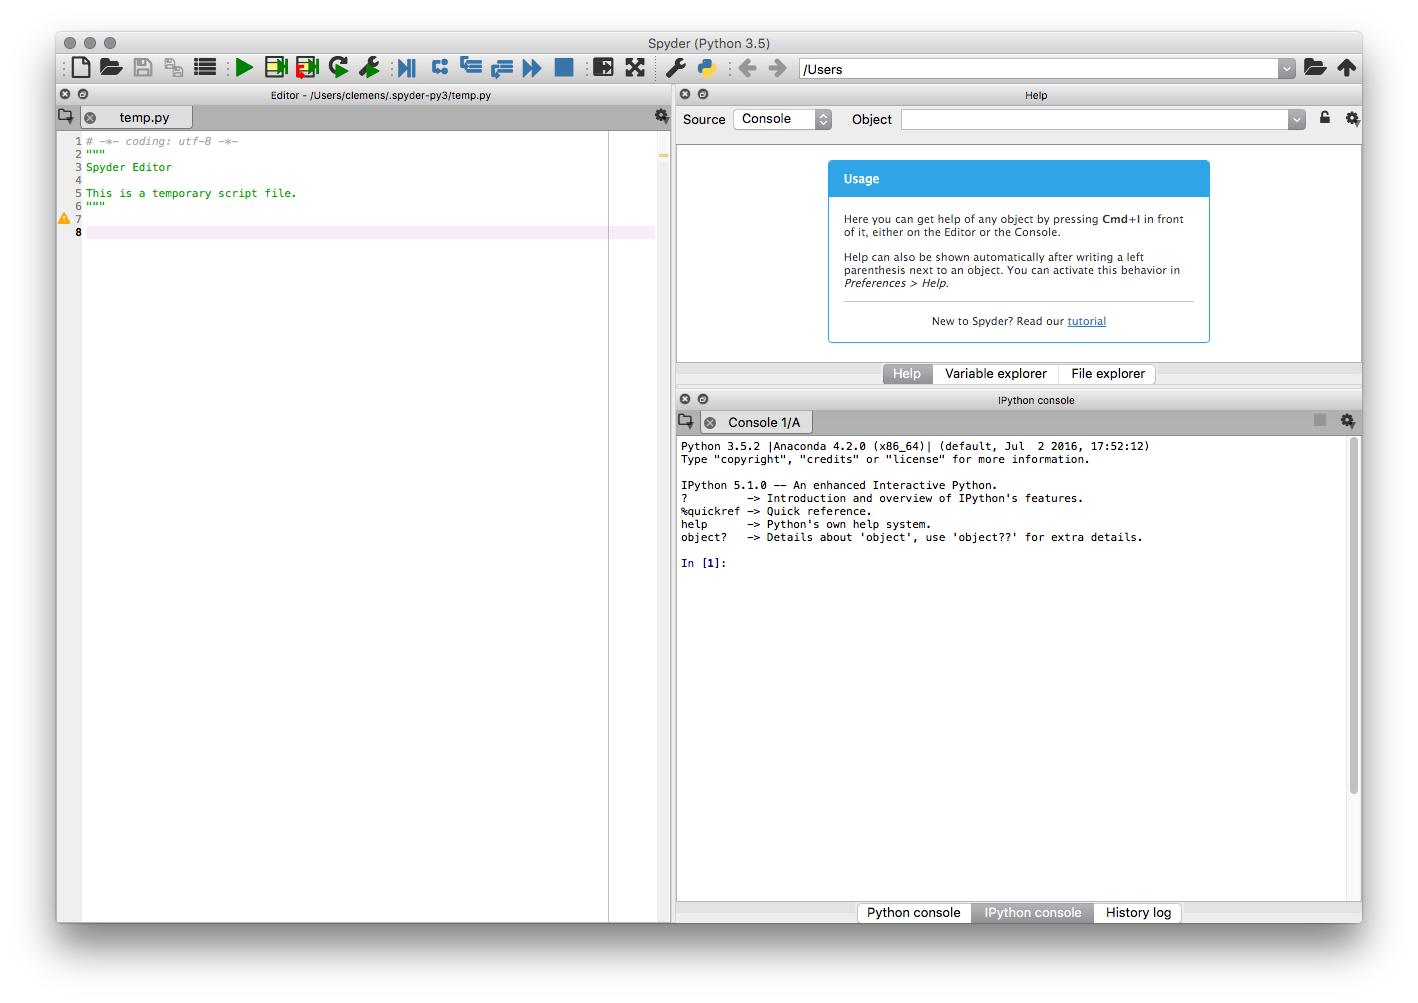 Spyder (Python 3.5)
/Users
Editor - /Users/clemens/.spyder-py3/temp.py
temp.py
1 # -*- coding: utf-8 -*-
2 """
3 Spyder Editor
4
5 This is a temporary script file.
6 """
7
8
Help
Source Console Object
Usage
Here you can get help of any object by pressing Cmd+I in front
of it, either on the Editor or the Console.
Help can also be shown automatically after writing a left
parenthesis next to an object. You can activate this behavior in
Preferences > Help.
New to Spyder? Read our tutorial
Help Variable explorer File explorer
IPython console
Console 1/A
Python 3.5.2 |Anaconda 4.2.0 (x86_64)| (default, Jul  2 2016, 17:52:12)
Type "copyright", "credits" or "license" for more information.
IPython 5.1.0 -- An enhanced Interactive Python.
?         -> Introduction and overview of IPython's features.
%quickref -> Quick reference.
help      -> Python's own help system.
object?   -> Details about 'object', use 'object??' for extra details.
In [1]:
Python console IPython console History log